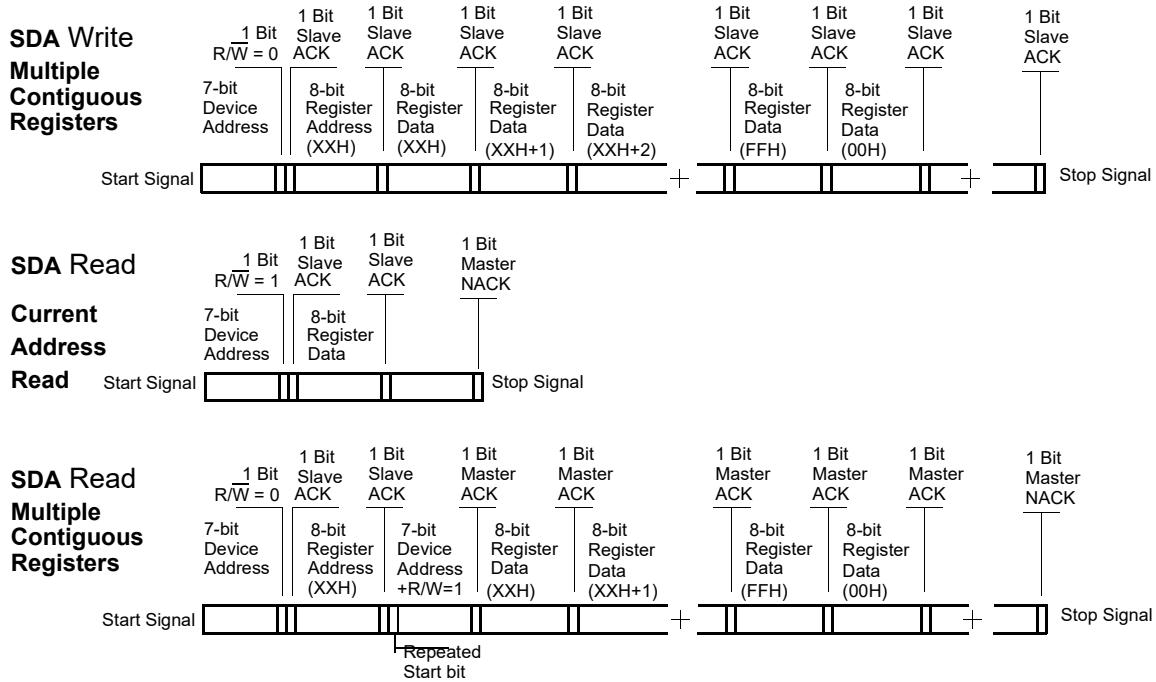 SDA Write
Multiple
Contiguous
Registers
1 Bit
R/W = 0
1 Bit
Slave
ACK
1 Bit
Slave
ACK
1 Bit
Slave
ACK
1 Bit
Slave
ACK
1 Bit
Slave
ACK
1 Bit
Slave
ACK
1 Bit
Slave
ACK
1 Bit
Slave
ACK
7-bit
Device
Address
8-bit
Register
Address
(XXH)
8-bit
Register
Data
(XXH)
8-bit
Register
Data
(XXH+1)
8-bit
Register
Data
(XXH+2)
8-bit
Register
Data
(FFH)
8-bit
Register
Data
(00H)
Start Signal
Stop Signal
SDA Read
Current
Address
Read
1 Bit
R/W = 1
1 Bit
Slave
ACK
1 Bit
Slave
ACK
1 Bit
Master
NACK
7-bit
Device
Address
8-bit
Register
Data
Start Signal
Stop Signal
SDA Read
Multiple
Contiguous
Registers
1 Bit
R/W = 0
1 Bit
Slave
ACK
1 Bit
Slave
ACK
1 Bit
Master
ACK
1 Bit
Master
ACK
1 Bit
Master
ACK
1 Bit
Master
ACK
1 Bit
Master
ACK
1 Bit
Master
NACK
7-bit
Device
Address
8-bit
Register
Address
(XXH)
7-bit
Device
Address
+R/W=1
8-bit
Register
Data
(XXH)
8-bit
Register
Data
(XXH+1)
8-bit
Register
Data
(FFH)
8-bit
Register
Data
(00H)
Start Signal
Stop Signal
Repeated
Start bit